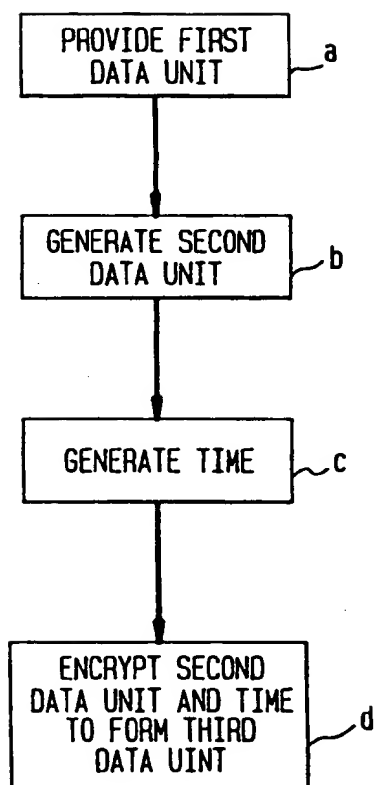 PROVIDE FIRST
DATA UNIT
a
GENERATE SECOND
DATA UNIT
b
GENERATE TIME
c
ENCRYPT SECOND
DATA UNIT AND TIME
TO FORM THIRD
DATA UINT
d